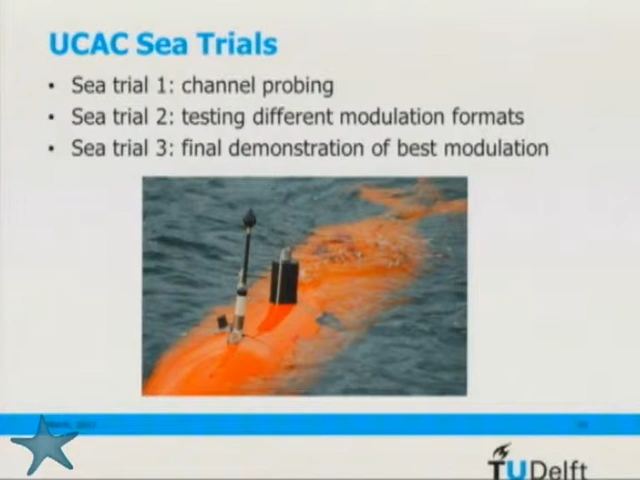 UCAC Sea Trials
• Sea trial 1: channel probing
• Sea trial 2: testing different modulation formats
• Sea trial 3: final demonstration of best modulation
TUDelft